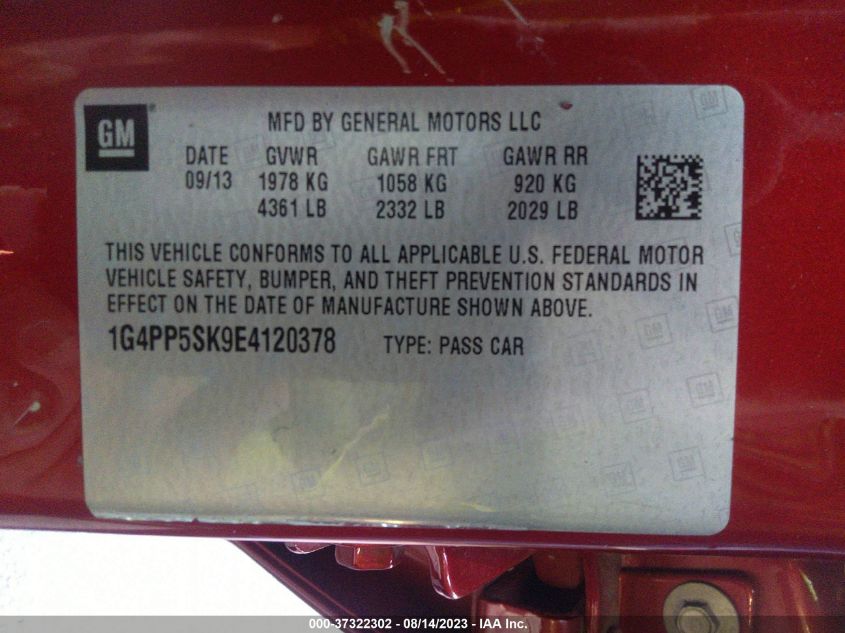 GM
MFD BY GENERAL MOTORS LLC
DATE GVWR GAWR FRT GAWR RR
09/13 1978 KG 1058 KG 920 KG
4361 LB 2332 LB 2029 LB
THIS VEHICLE CONFORMS TO ALL APPLICABLE U.S. FEDERAL MOTOR
VEHICLE SAFETY, BUMPER, AND THEFT PREVENTION STANDARDS IN
EFFECT ON THE DATE OF MANUFACTURE SHOWN ABOVE.
1G4PP5SK9E4120378 TYPE: PASS CAR
000-37322302 - 08/14/2023 - IAA Inc.